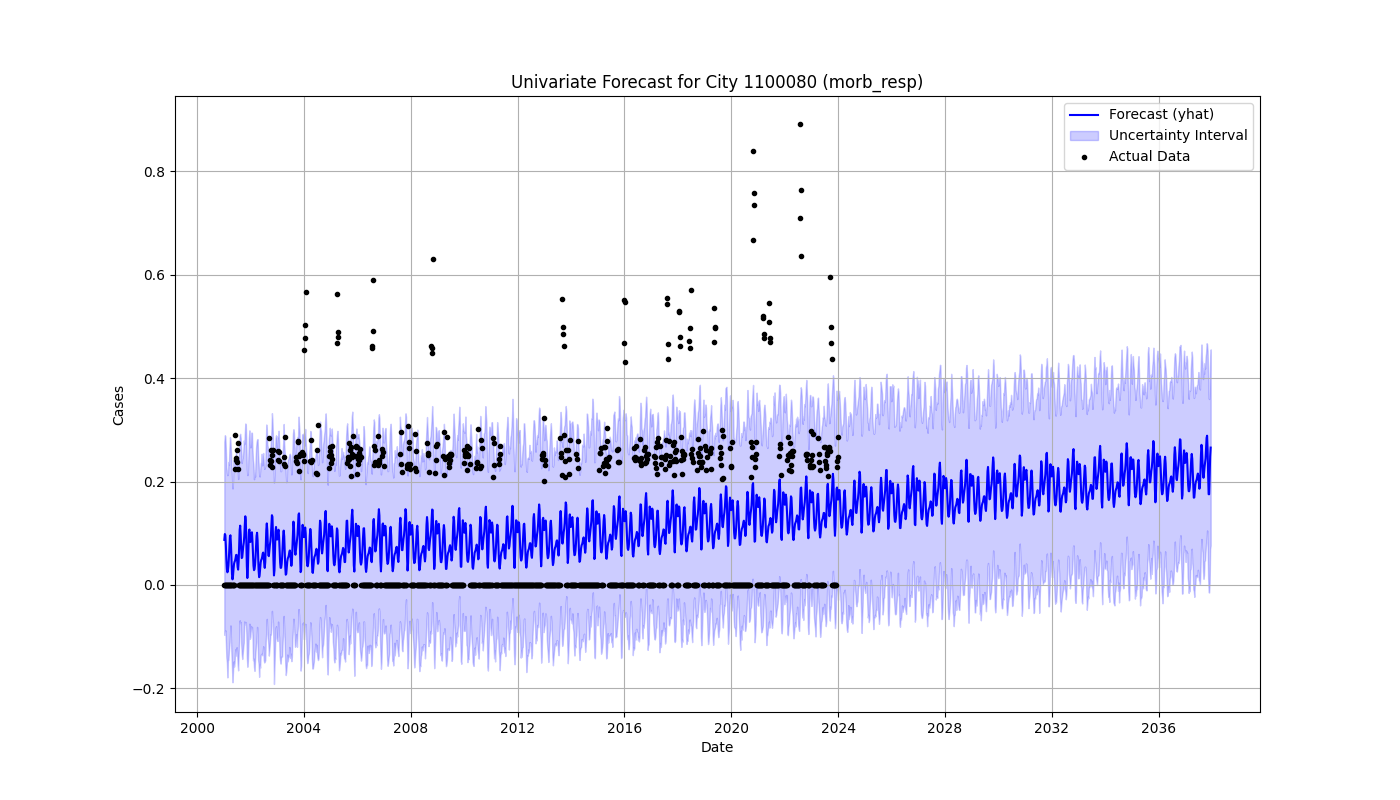 Univariate Forecast for City 1100080 (morb_resp)
Forecast (yhat)
Uncertainty Interval
Actual Data
Cases
0.8
0.6
0.4
0.2
0.0
−0.2
2000 2004 2008 2012 2016 2020 2024 2028 2032 2036
Date